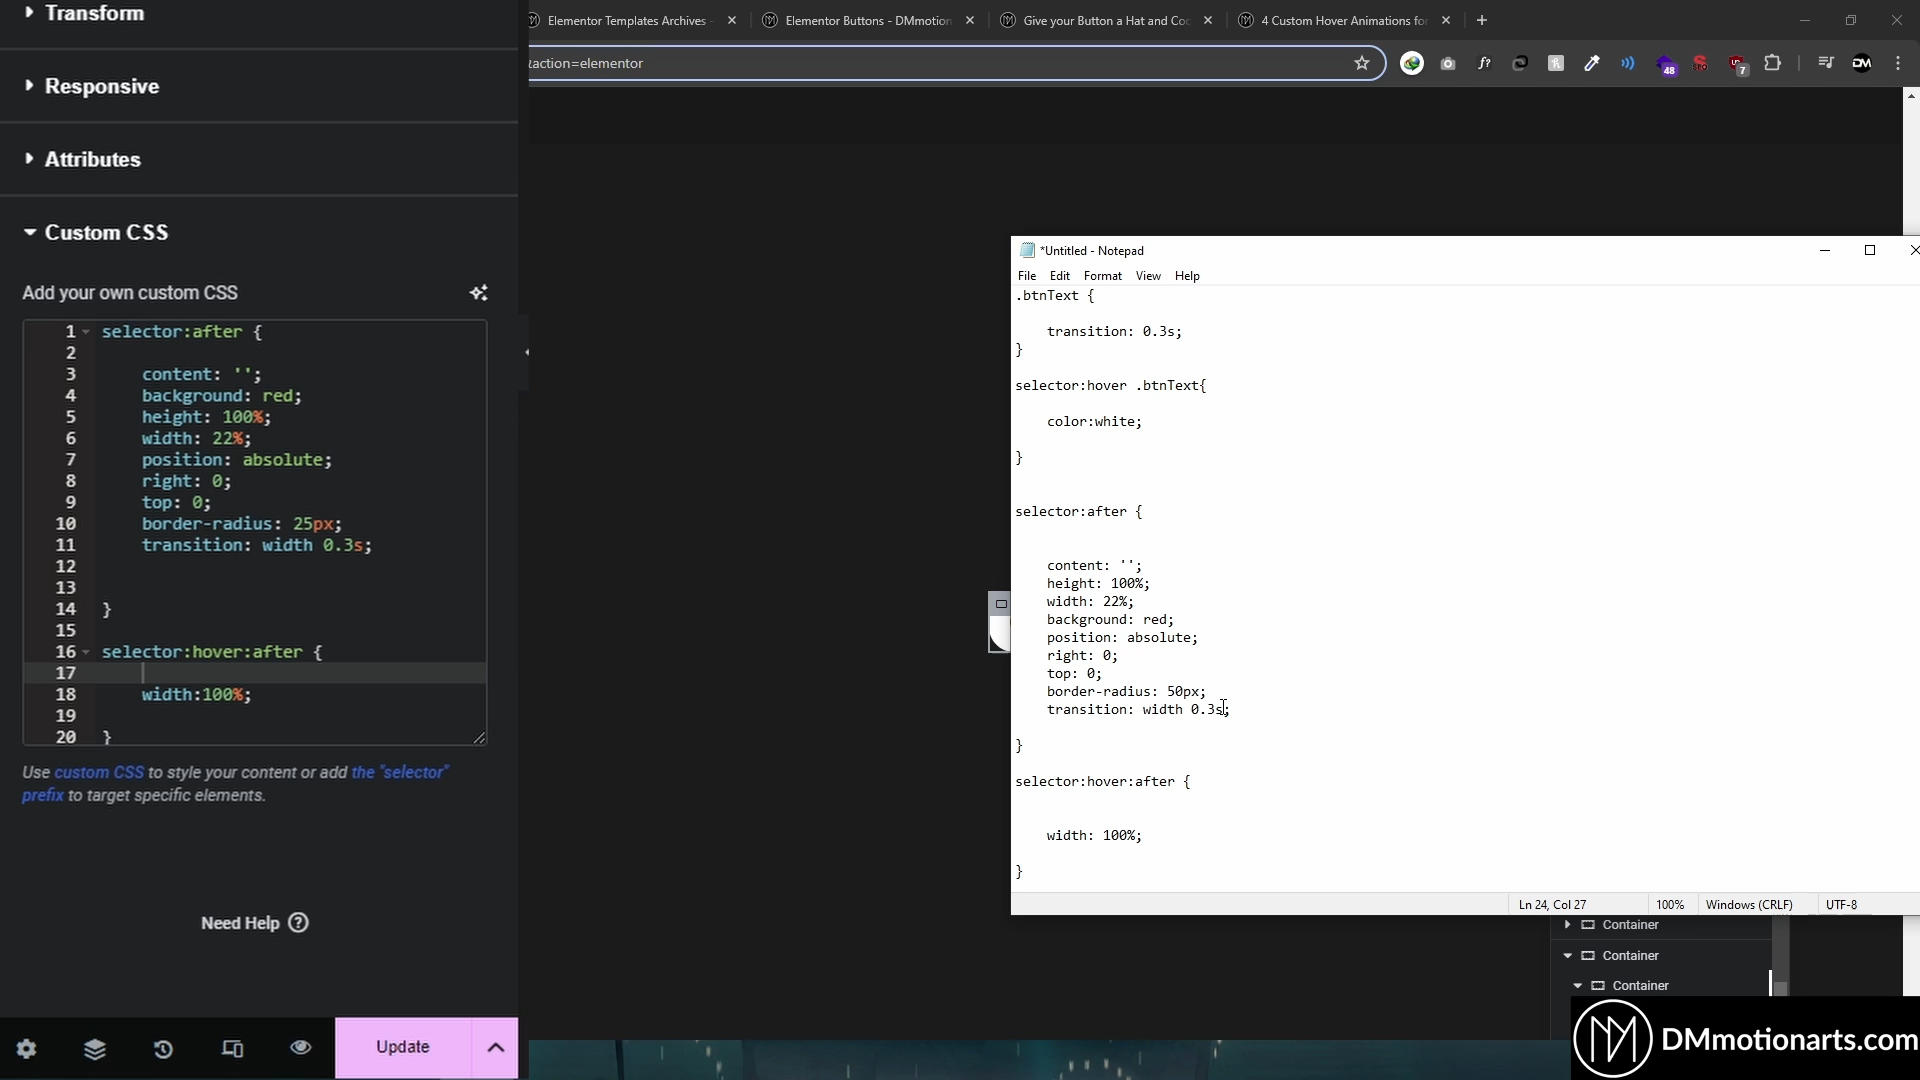 Transform
Responsive
Attributes
Custom CSS
Add your own custom CSS
1 selector:after {
2
3 content: '';
4 background: red;
5 height: 100%;
6 width: 22%;
7 position: absolute;
8 right: 0;
9 top: 0;
10 border-radius: 25px;
11 transition: width 0.3s;
12
13
14 }
15
16 selector:hover:after {
17
18 width:100%;
19
20 }
Use custom CSS to style your content or add the "selector"
prefix to target specific elements.
Need Help
Update
Elementor Templates Archives -
Elementor Buttons - DMmotion
Give your Button a Hat and Co
4 Custom Hover Animations for
action=elementor
f?
48
7
DM
*Untitled - Notepad
File Edit Format View Help
.btnText {
transition: 0.3s;
}
selector:hover .btnText{
color:white;
}
selector:after {
content: '';
height: 100%;
width: 22%;
background: red;
position: absolute;
right: 0;
top: 0;
border-radius: 50px;
transition: width 0.3s;
}
selector:hover:after {
width: 100%;
}
Ln 24, Col 27
100%
Windows (CRLF)
UTF-8
Container
Container
Container
DMmotionarts.com